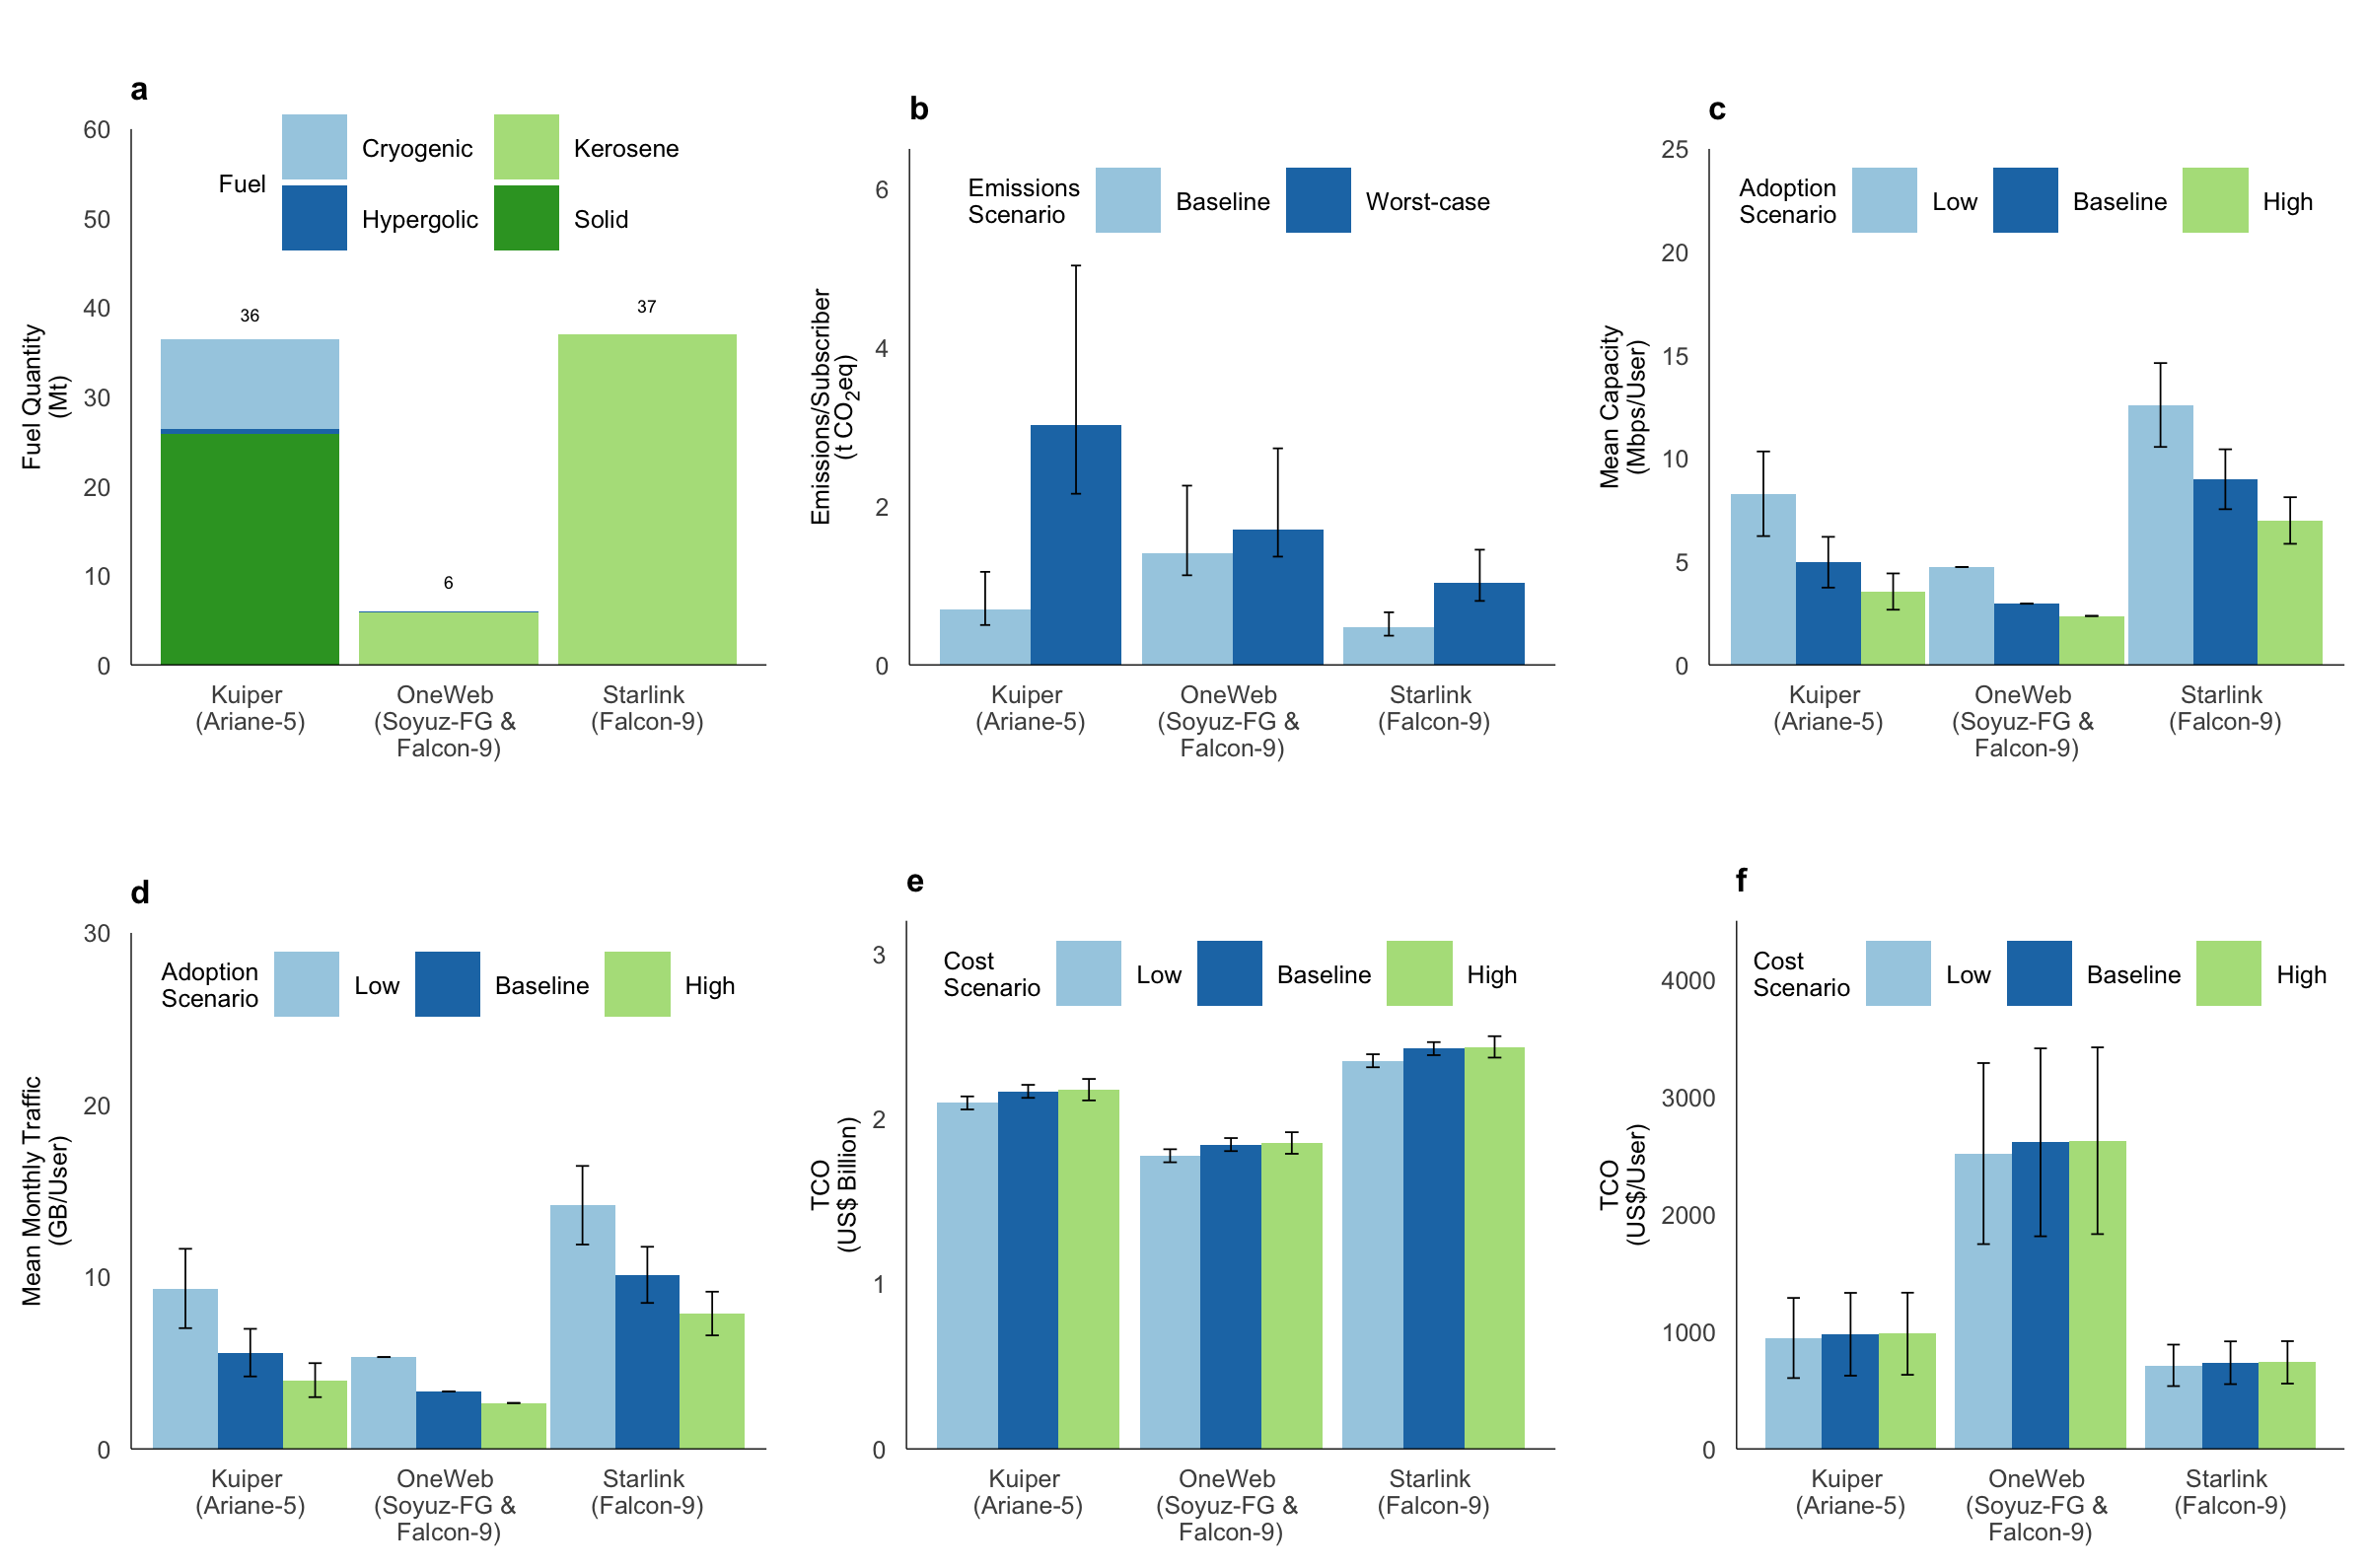 a
60
50
40
30
20
10
0
Fuel Quantity
(Mt)
Fuel
Cryogenic
Kerosene
Hypergolic
Solid
36
6
37
Kuiper
(Ariane-5)
OneWeb
(Soyuz-FG &
Falcon-9)
Starlink
(Falcon-9)
b
6
4
2
0
Emissions/Subscriber
(t CO₂eq)
Emissions
Scenario
Baseline
Worst-case
Kuiper
(Ariane-5)
OneWeb
(Soyuz-FG &
Falcon-9)
Starlink
(Falcon-9)
c
25
20
15
10
5
0
Mean Capacity
(Mbps/User)
Adoption
Scenario
Low
Baseline
High
Kuiper
(Ariane-5)
OneWeb
(Soyuz-FG &
Falcon-9)
Starlink
(Falcon-9)
d
30
20
10
0
Mean Monthly Traffic
(GB/User)
Adoption
Scenario
Low
Baseline
High
Kuiper
(Ariane-5)
OneWeb
(Soyuz-FG &
Falcon-9)
Starlink
(Falcon-9)
e
3
2
1
0
TCO
(US$ Billion)
Cost
Scenario
Low
Baseline
High
Kuiper
(Ariane-5)
OneWeb
(Soyuz-FG &
Falcon-9)
Starlink
(Falcon-9)
f
4000
3000
2000
1000
0
TCO
(US$/User)
Cost
Scenario
Low
Baseline
High
Kuiper
(Ariane-5)
OneWeb
(Soyuz-FG &
Falcon-9)
Starlink
(Falcon-9)